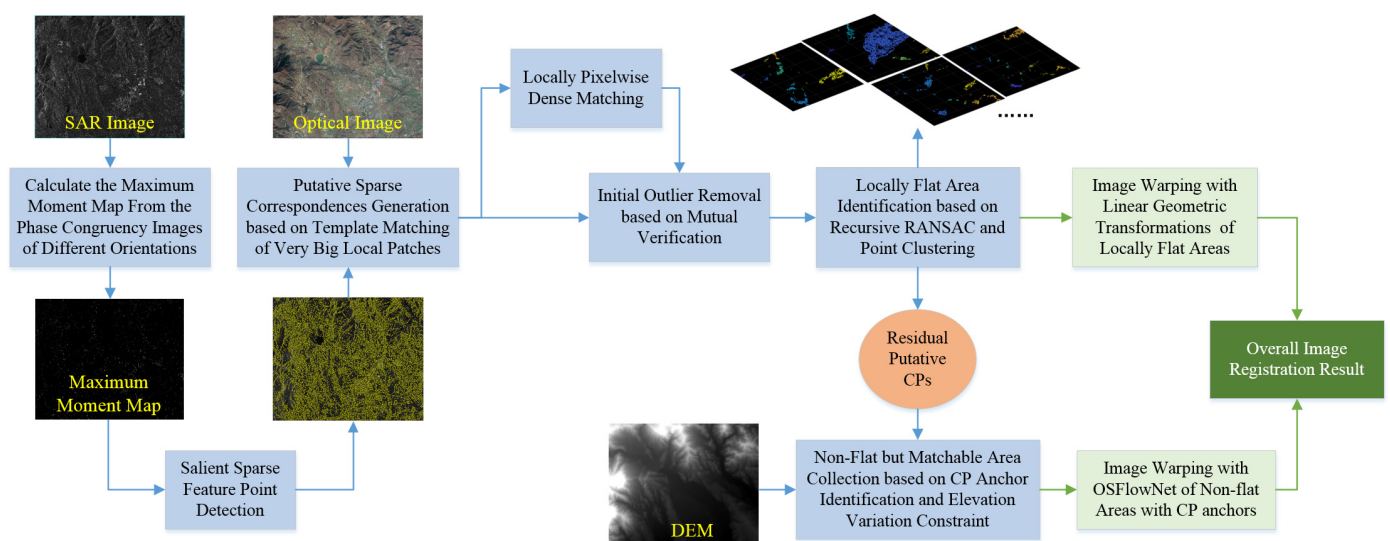 SAR Image
Optical Image
Locally Pixelwise
Dense Matching
......
Calculate the Maximum
Moment Map From the
Phase Congruency Images
of Different Orientations
Putative Sparse
Correspondences Generation
based on Template Matching
of Very Big Local Patches
Initial Outlier Removal
based on Mutual
Verification
Locally Flat Area
Identification based on
Recursive RANSAC and
Point Clustering
Image Warping with
Linear Geometric
Transformations of
Locally Flat Areas
Maximum
Moment Map
Residual
Putative
CPs
Overall Image
Registration Result
Salient Sparse
Feature Point
Detection
DEM
Non-Flat but Matchable Area
Collection based on CP Anchor
Identification and Elevation
Variation Constraint
Image Warping with
OSFlowNet of Non-flat
Areas with CP anchors